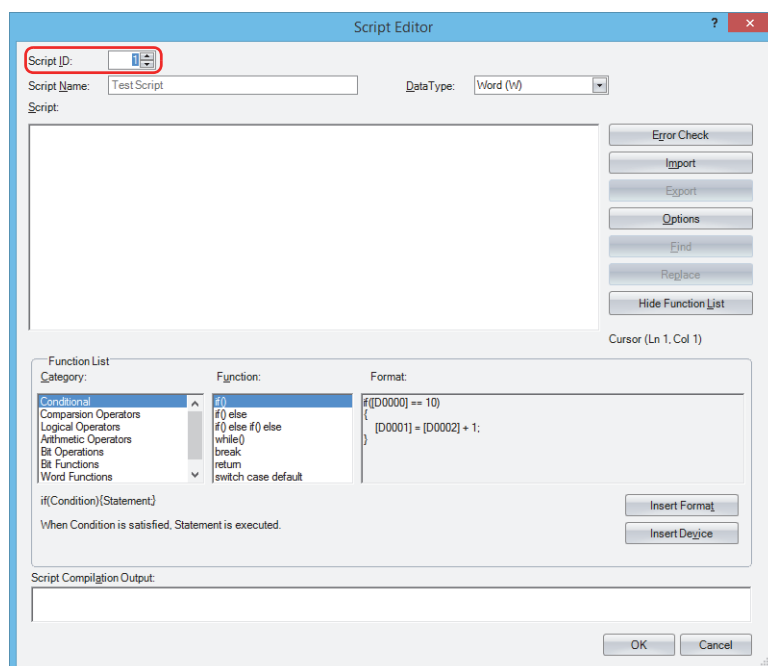 Script Editor
? ×
Script ID: 1
Script Name: Test Script DataType: Word (W)
Script:
Error Check
Import
Export
Options
Find
Replace
Hide Function List
Cursor (Ln 1, Col 1)
Function List
Category: Function: Format:
Conditional
Comparsion Operators
Logical Operators
Arithmetic Operators
Bit Operations
Bit Functions
Word Functions
if()
if() else
if() else if() else
while()
break
return
switch case default
if([D0000] == 10)
{
[D0001] = [D0002] + 1;
}
if(Condition){Statement;}
When Condition is satisfied, Statement is executed.
Insert Format
Insert Device
Script Compilation Output:
OK Cancel